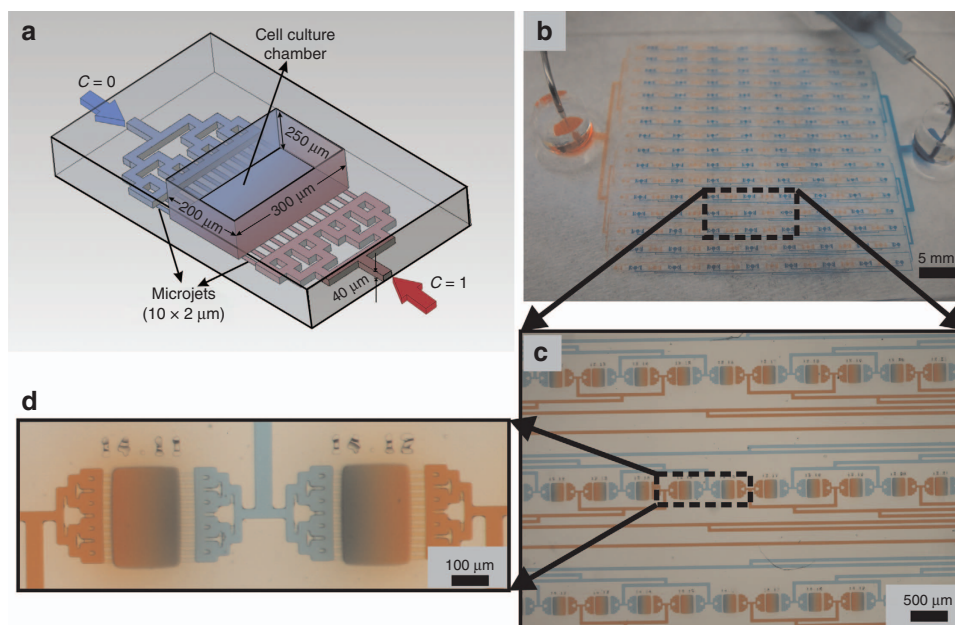 a
C = 0
Cell culture
chamber
250 μm
200 μm
300 μm
Microjets
(10 × 2 μm)
40 μm
C = 1
b
5 mm
c
500 μm
d
100 μm